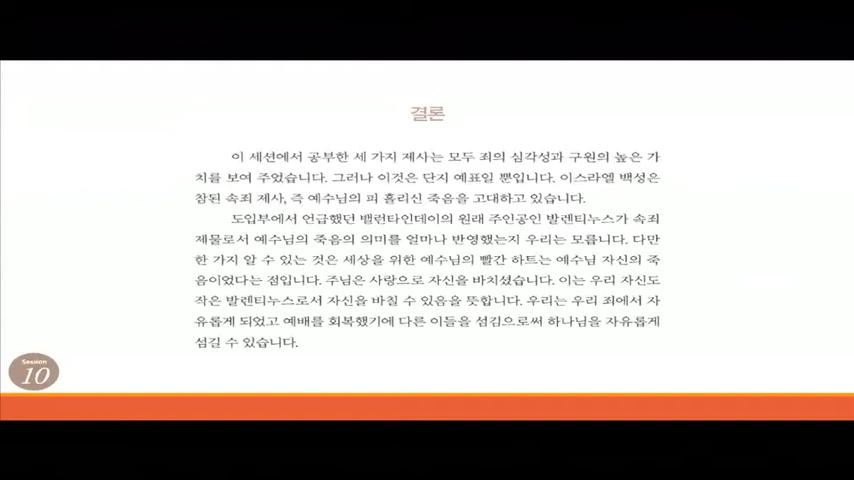 결론
이 세션에서 공부한 세 가지 제사는 모두 죄의 심각성과 구원의 높은 가
치를 보여 주었습니다. 그러나 이것은 단지 예표일 뿐입니다. 이스라엘 백성은
참된 속죄 제사, 즉 예수님의 피 흘리신 죽음을 고대하고 있습니다.
도입부에서 언급했던 밸런타인데이의 원래 주인공인 발렌티누스가 속죄
제물로서 예수님의 죽음의 의미를 얼마나 반영했는지 우리는 모릅니다. 다만
한 가지 알 수 있는 것은 세상을 위한 예수님의 빨간 하트는 예수님 자신의 죽
음이었다는 점입니다. 주님은 사랑으로 자신을 바치셨습니다. 이는 우리 자신도
작은 발렌티누스로서 자신을 바칠 수 있음을 뜻합니다. 우리는 우리 죄에서 자
유롭게 되었고 예배를 회복했기에 다른 이들을 섬김으로써 하나님을 자유롭게
섬길 수 있습니다.
Session
10